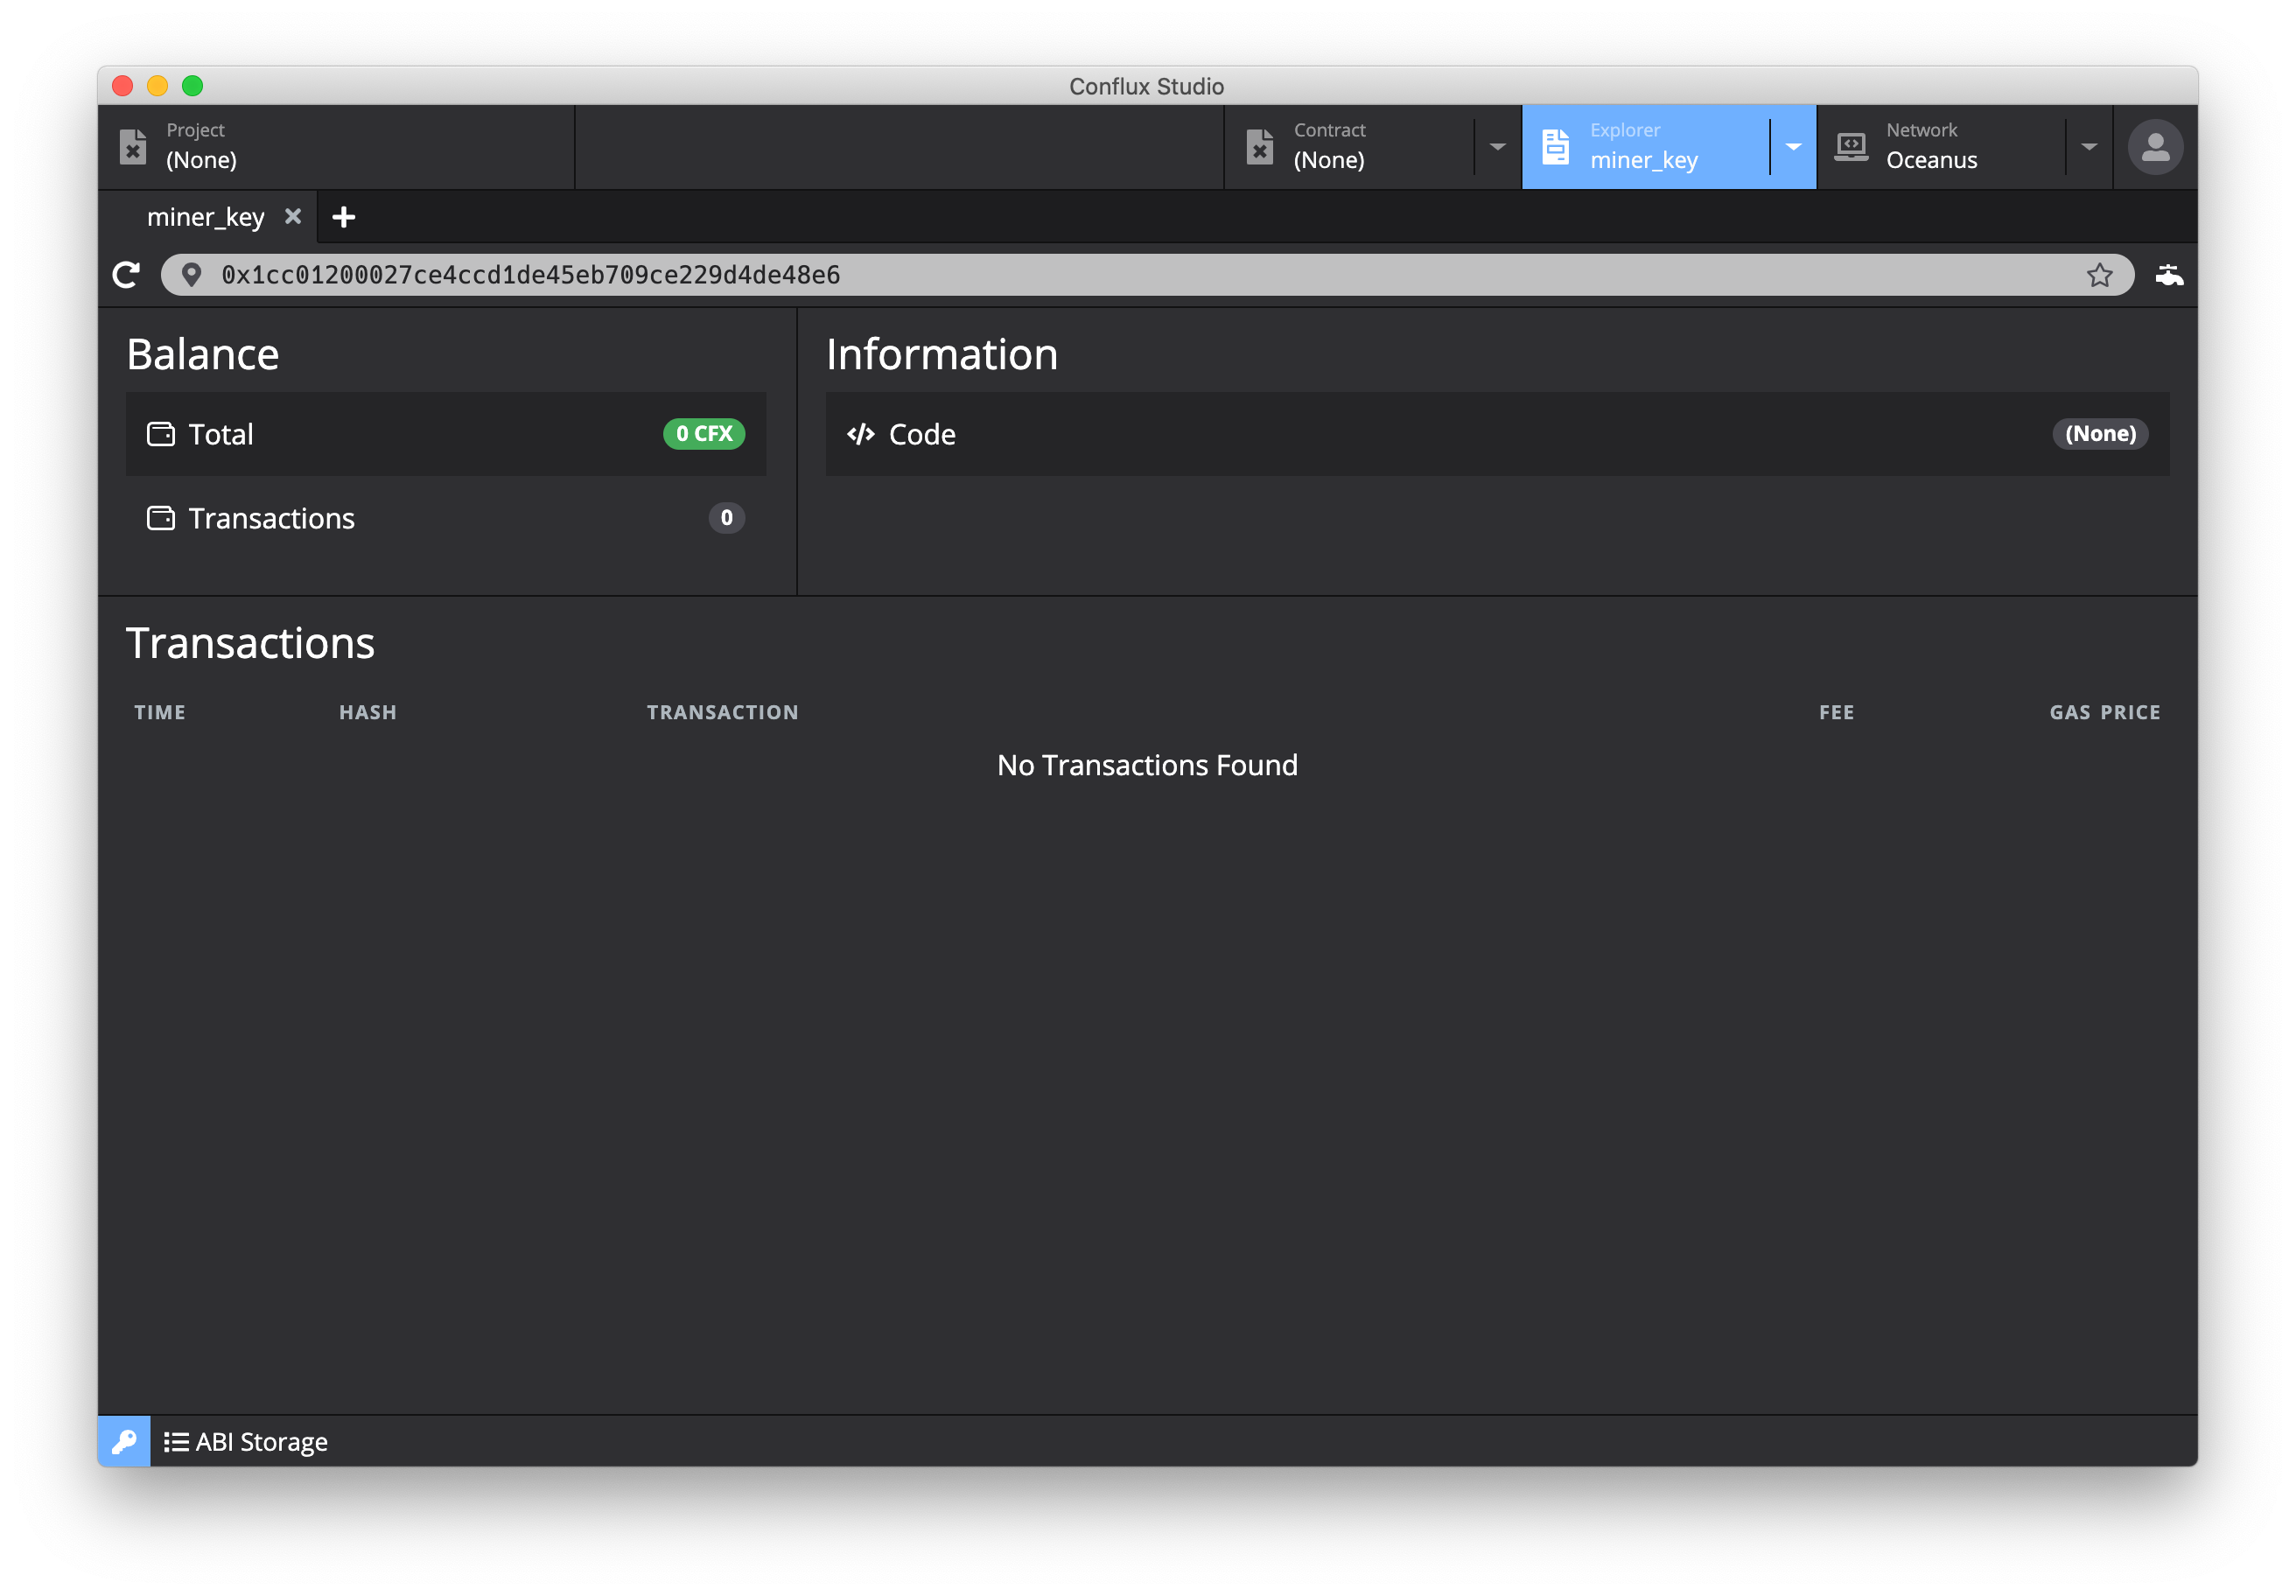 Conflux Studio
Project
(None)
Contract
(None)
Explorer
miner_key
Network
Oceanus
miner_key
0x1cc01200027ce4ccd1de45eb709ce229d4de48e6
Balance
Total
0 CFX
Transactions
0
Information
Code
(None)
Transactions
TIME HASH TRANSACTION FEE GAS PRICE
No Transactions Found
ABI Storage